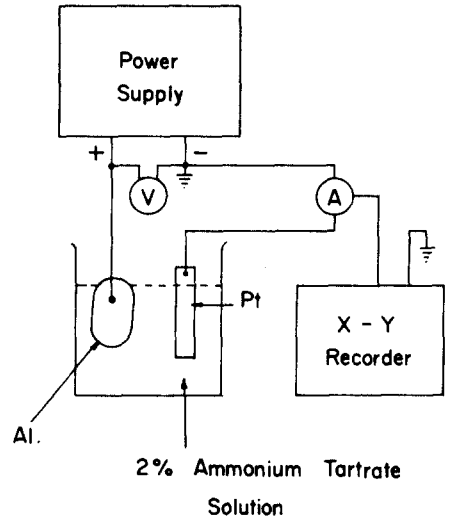 Power
Supply
+
−
V
A
Pt
X - Y
Recorder
Al.
2% Ammonium Tartrate
Solution